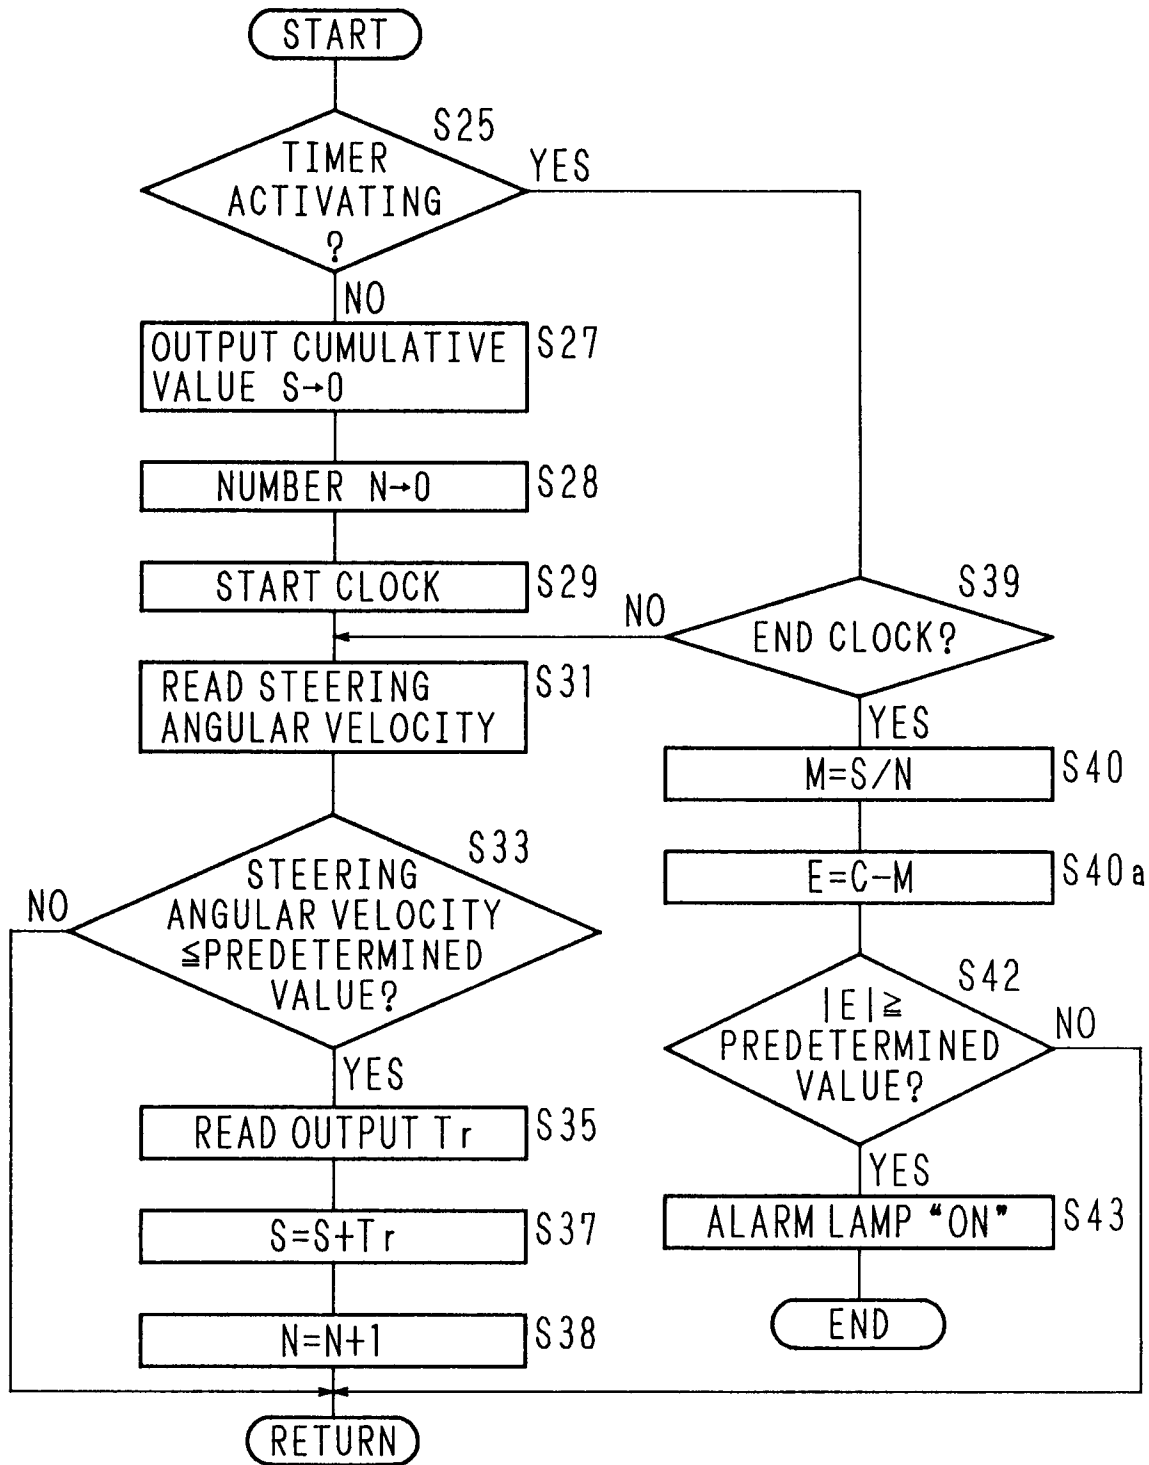 START
S25
TIMER
ACTIVATING
?
YES
NO
OUTPUT CUMULATIVE
VALUE S→0
S27
NUMBER N→0
S28
START CLOCK
S29
READ STEERING
ANGULAR VELOCITY
S31
S33
STEERING
ANGULAR VELOCITY
≦PREDETERMINED
VALUE?
NO
YES
READ OUTPUT Tr
S35
S=S+Tr
S37
N=N+1
S38
RETURN
S39
END CLOCK?
NO
YES
M=S/N
S40
E=C-M
S40a
S42
|E|≧
PREDETERMINED
VALUE?
NO
YES
ALARM LAMP “ON”
S43
END